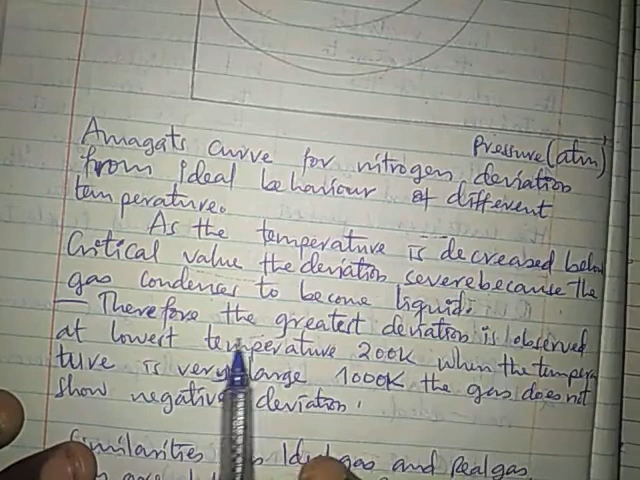 Pressure (atm)
Amagats curve for nitrogen deviation
from ideal behaviour at different
temperature.
As the temperature is decreased below
Critical value the deviation severe because the
gas condenses to become liquid.
— Therefore the greatest deviation is observed
at lowest temperature 200K when the tempera
ture is very large 1000K the gas does not
show negative deviation.
Similarities Ideal gas and Real gas